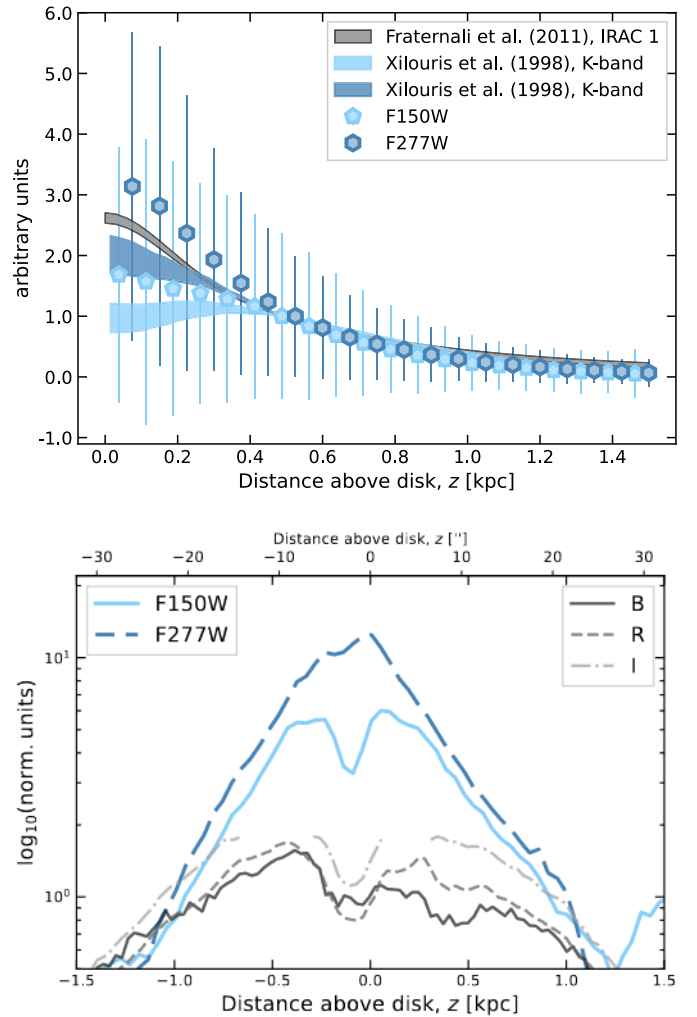 6.0
5.0
4.0
3.0
2.0
1.0
0.0
-1.0
arbitrary units
Fraternali et al. (2011), IRAC 1
Xilouris et al. (1998), K-band
Xilouris et al. (1998), K-band
F150W
F277W
0.0 0.2 0.4 0.6 0.8 1.0 1.2 1.4
Distance above disk, z [kpc]
Distance above disk, z ["]
−30 −20 −10 0 10 20 30
F150W
F277W
B
R
I
10¹
10⁰
log₁₀(norm. units)
−1.5 −1.0 −0.5 0.0 0.5 1.0 1.5
Distance above disk, z [kpc]